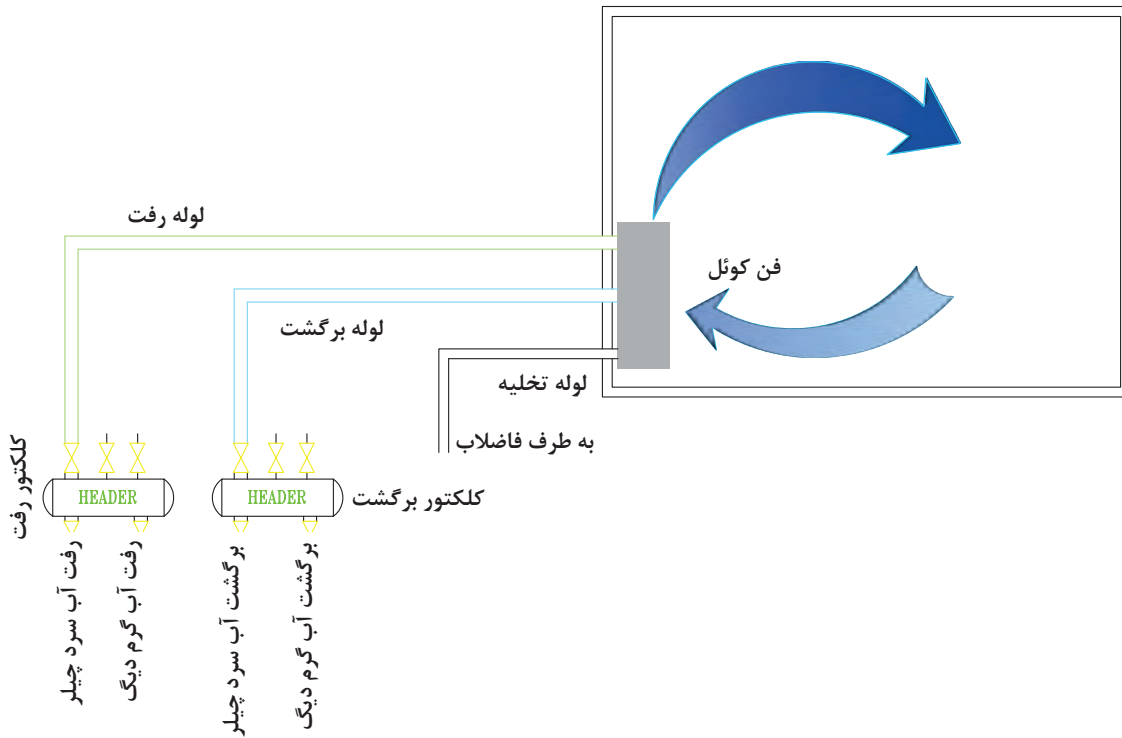 لوله رفت
فن کوئل
لوله برگشت
لوله تخلیه
به طرف فاضلاب
کلکتور رفت
HEADER
HEADER
کلکتور برگشت
رفت آب سرد چیلر
رفت آب گرم دیگ
برگشت آب سرد چیلر
برگشت آب گرم دیگ